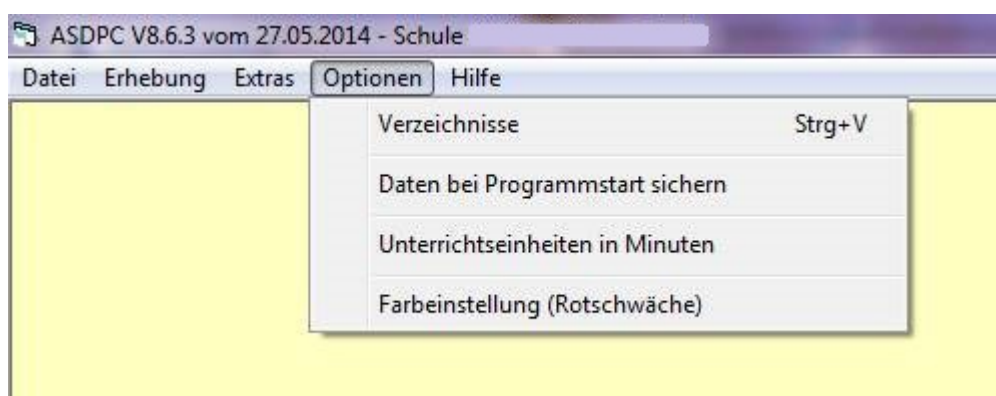 ASDPC V8.6.3 vom 27.05.2014 - Schule
Datei Erhebung Extras Optionen Hilfe
Verzeichnisse Strg+V
Daten bei Programmstart sichern
Unterrichtseinheiten in Minuten
Farbeinstellung (Rotschwäche)